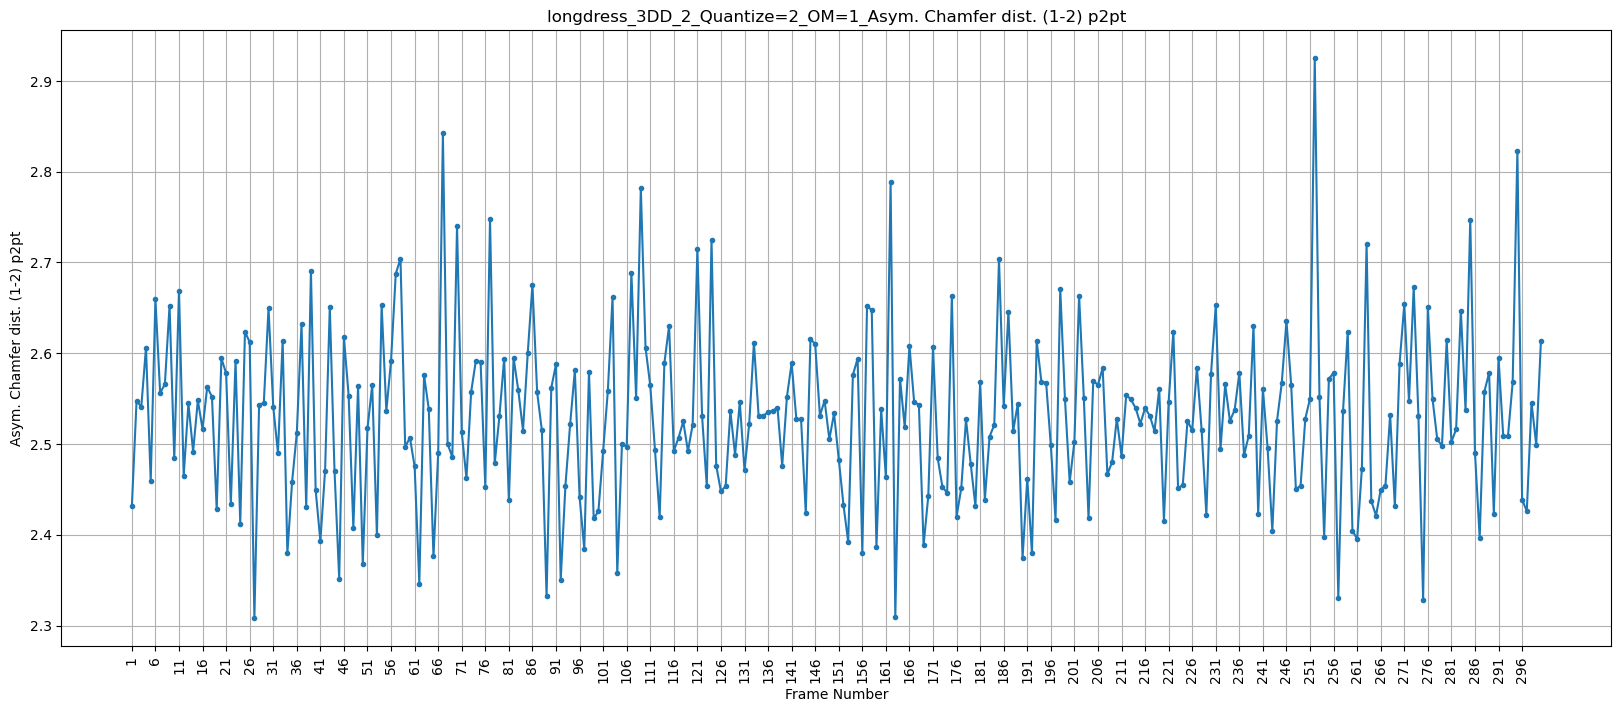 longdress_3DD_2_Quantize=2_OM=1_Asym. Chamfer dist. (1-2) p2pt
Asym. Chamfer dist. (1-2) p2pt
2.9
2.8
2.7
2.6
2.5
2.4
2.3
1 6 11 16 21 26 31 36 41 46 51 56 61 66 71 76 81 86 91 96 101 106 111 116 121 126 131 136 141 146 151 156 161 166 171 176 181 186 191 196 201 206 211 216 221 226 231 236 241 246 251 256 261 266 271 276 281 286 291 296
Frame Number